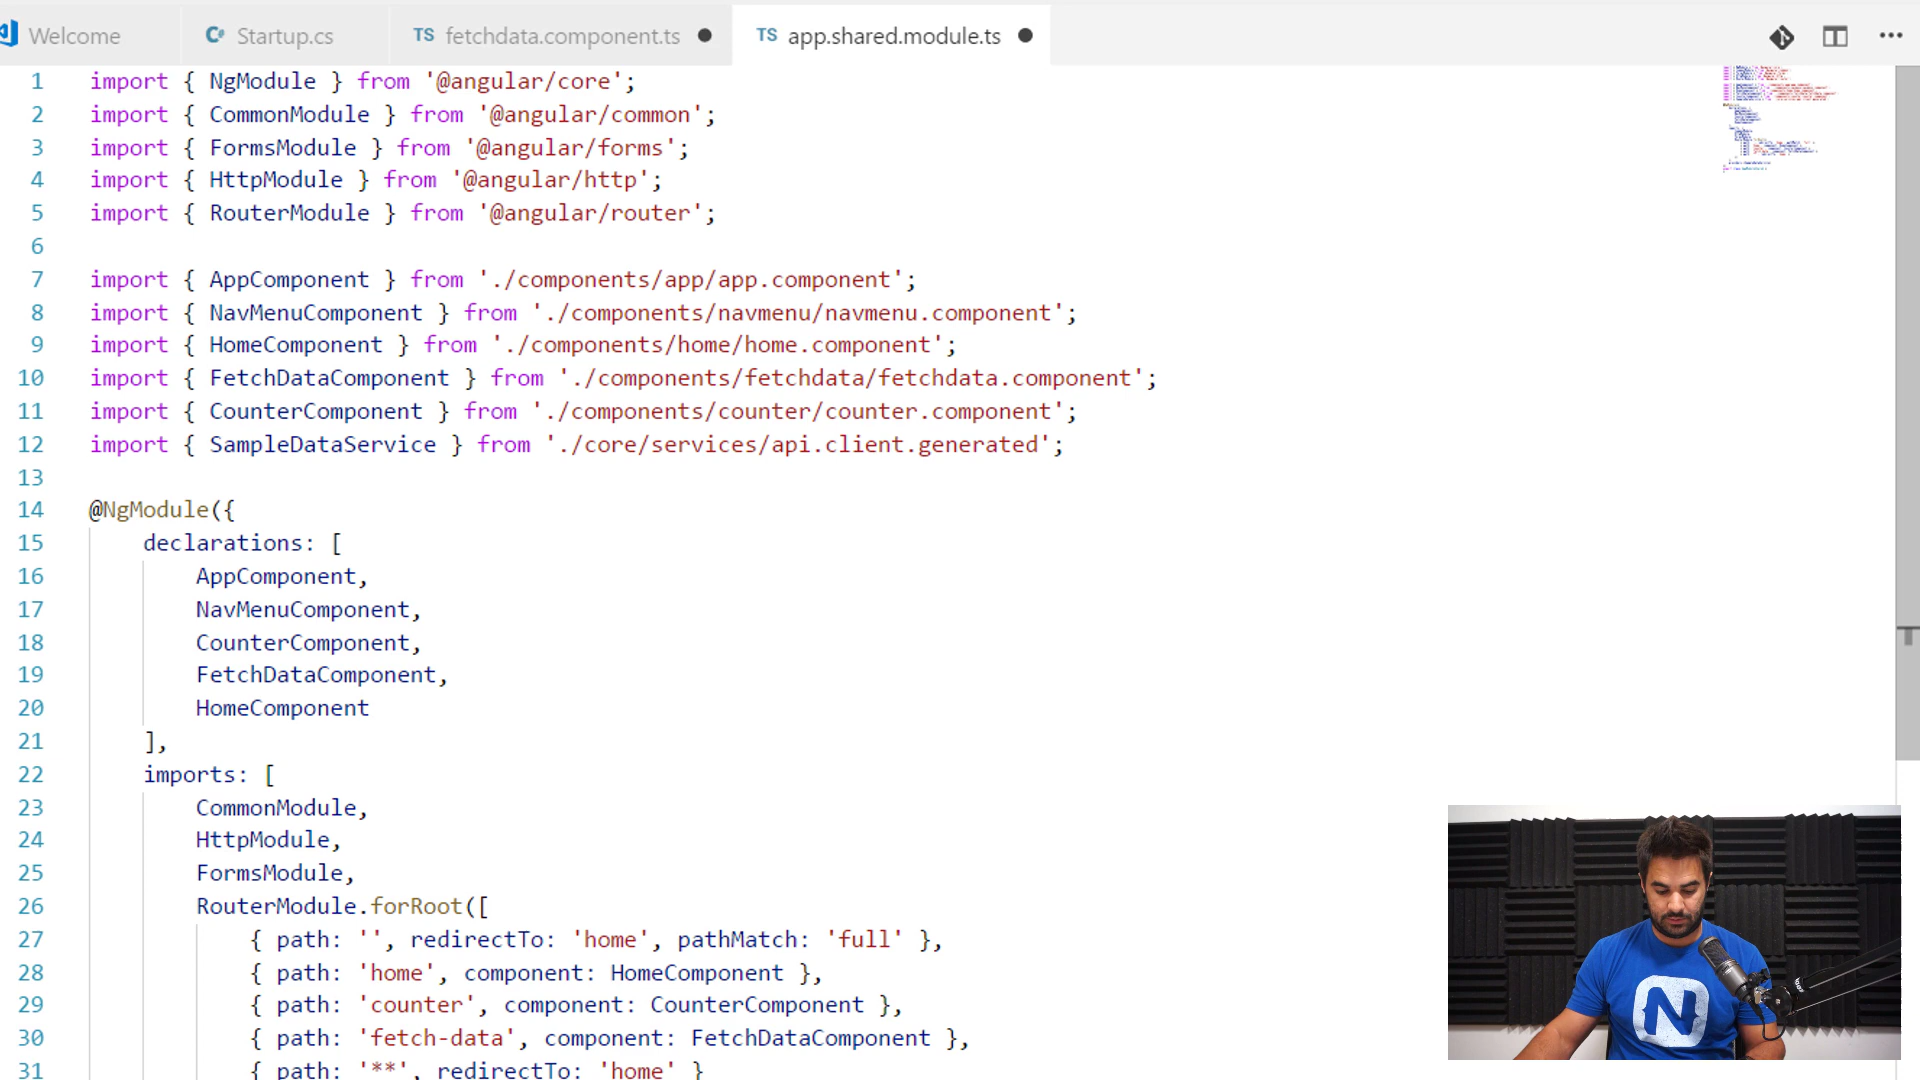 Welcome
C# Startup.cs
TS fetchdata.component.ts
TS app.shared.module.ts
1 import { NgModule } from '@angular/core';
2 import { CommonModule } from '@angular/common';
3 import { FormsModule } from '@angular/forms';
4 import { HttpModule } from '@angular/http';
5 import { RouterModule } from '@angular/router';
6
7 import { AppComponent } from './components/app/app.component';
8 import { NavMenuComponent } from './components/navmenu/navmenu.component';
9 import { HomeComponent } from './components/home/home.component';
10 import { FetchDataComponent } from './components/fetchdata/fetchdata.component';
11 import { CounterComponent } from './components/counter/counter.component';
12 import { SampleDataService } from './core/services/api.client.generated';
13
14 @NgModule({
15 declarations: [
16 AppComponent,
17 NavMenuComponent,
18 CounterComponent,
19 FetchDataComponent,
20 HomeComponent
21 ],
22 imports: [
23 CommonModule,
24 HttpModule,
25 FormsModule,
26 RouterModule.forRoot([
27 { path: '', redirectTo: 'home', pathMatch: 'full' },
28 { path: 'home', component: HomeComponent },
29 { path: 'counter', component: CounterComponent },
30 { path: 'fetch-data', component: FetchDataComponent },
31 { path: '**', redirectTo: 'home' }
N